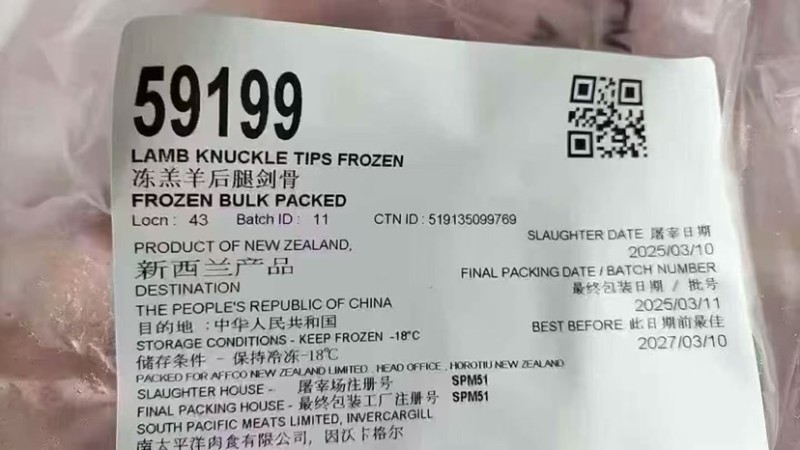 59199
LAMB KNUCKLE TIPS FROZEN
冻羔羊后腿剑骨
FROZEN BULK PACKED
Locn : 43 Batch ID : 11 CTN ID : 519135099769
PRODUCT OF NEW ZEALAND,
新西兰产品
DESTINATION
THE PEOPLE'S REPUBLIC OF CHINA
目的地 :中华人民共和国
STORAGE CONDITIONS - KEEP FROZEN -18°C
储存条件 - 保持冷冻-18℃
PACKED FOR AFFCO NEW ZEALAND LIMITED . HEAD OFFICE , HOROTIU NEW ZEALAND
SLAUGHTER HOUSE - 屠宰场注册号 SPM51
FINAL PACKING HOUSE - 最终包装工厂注册号 SPM51
SOUTH PACIFIC MEATS LIMITED, INVERCARGILL
南太平洋肉食有限公司, 因沃卡格尔
SLAUGHTER DATE 屠宰日期
2025/03/10
FINAL PACKING DATE / BATCH NUMBER
最终包装日期 / 批号
2025/03/11
BEST BEFORE 此日期前最佳
2027/03/10